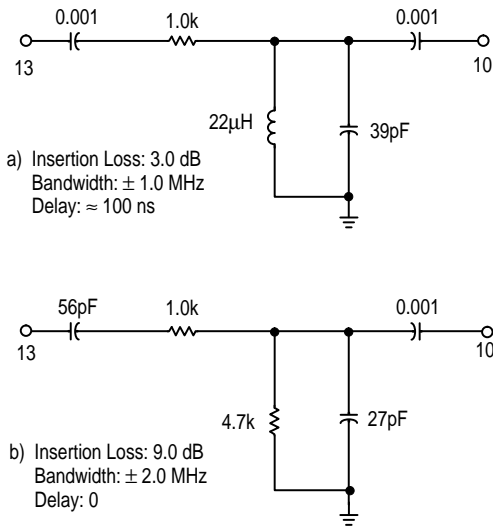 0.001
1.0k
0.001
13
10
22μH
39pF
a) Insertion Loss: 3.0 dB
Bandwidth: ± 1.0 MHz
Delay: ≈ 100 ns
56pF
1.0k
0.001
13
10
4.7k
27pF
b) Insertion Loss: 9.0 dB
Bandwidth: ± 2.0 MHz
Delay: 0